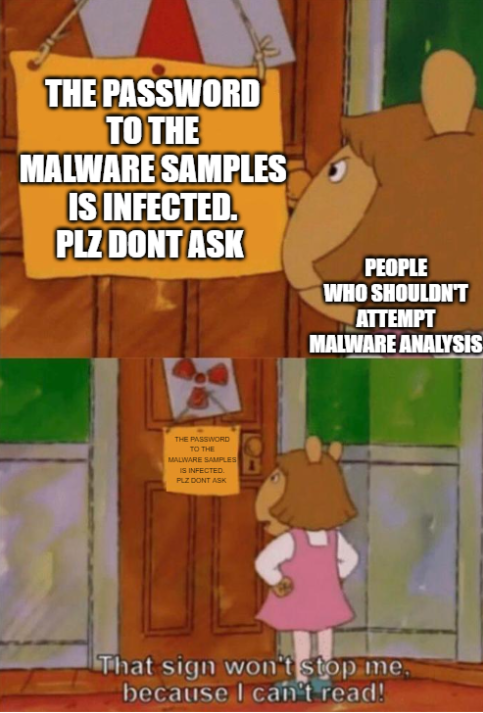 THE PASSWORD
TO THE
MALWARE SAMPLES
IS INFECTED.
PLZ DONT ASK
PEOPLE
WHO SHOULDN'T
ATTEMPT
MALWARE ANALYSIS
THE PASSWORD
TO THE
MALWARE SAMPLES
IS INFECTED.
PLZ DONT ASK
That sign won't stop me,
because I can't read!